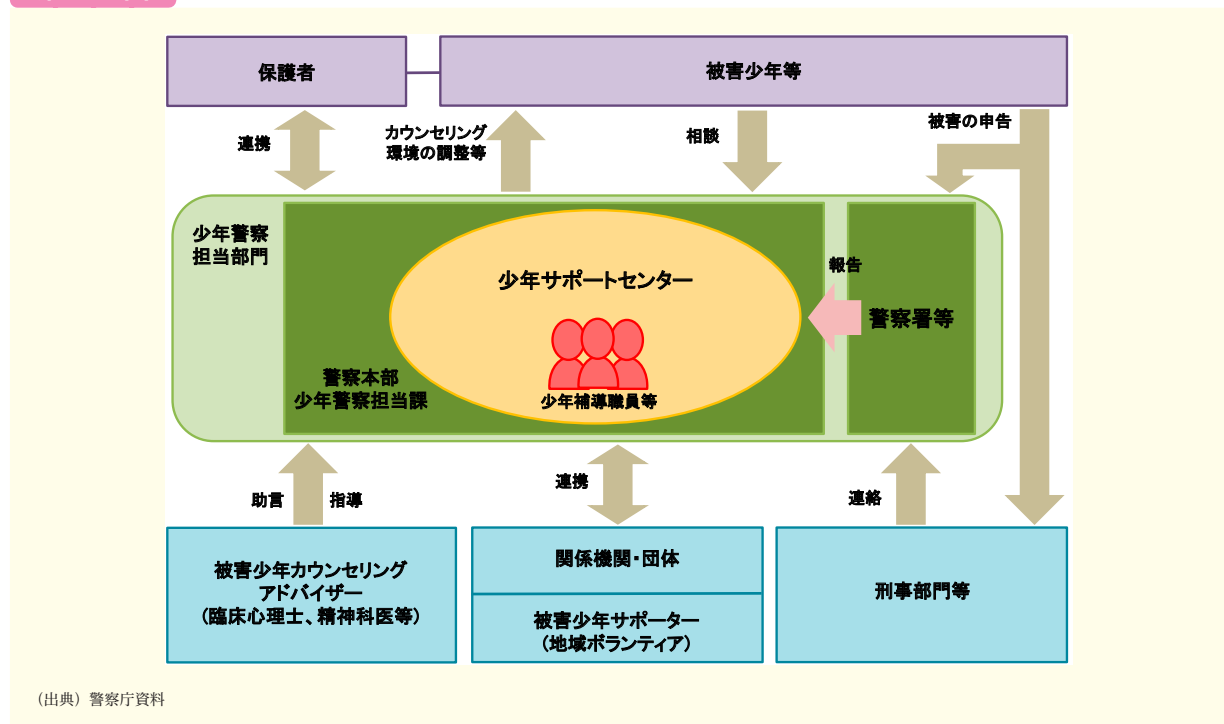 保護者
被害少年等
連携
カウンセリング
環境の調整等
相談
被害の申告
少年警察
担当部門
少年サポートセンター
報告
警察署等
警察本部
少年警察担当課
少年補導職員等
助言
指導
連携
連絡
被害少年カウンセリング
アドバイザー
(臨床心理士、精神科医等)
関係機関・団体
被害少年サポーター
(地域ボランティア)
刑事部門等
（出典）警察庁資料